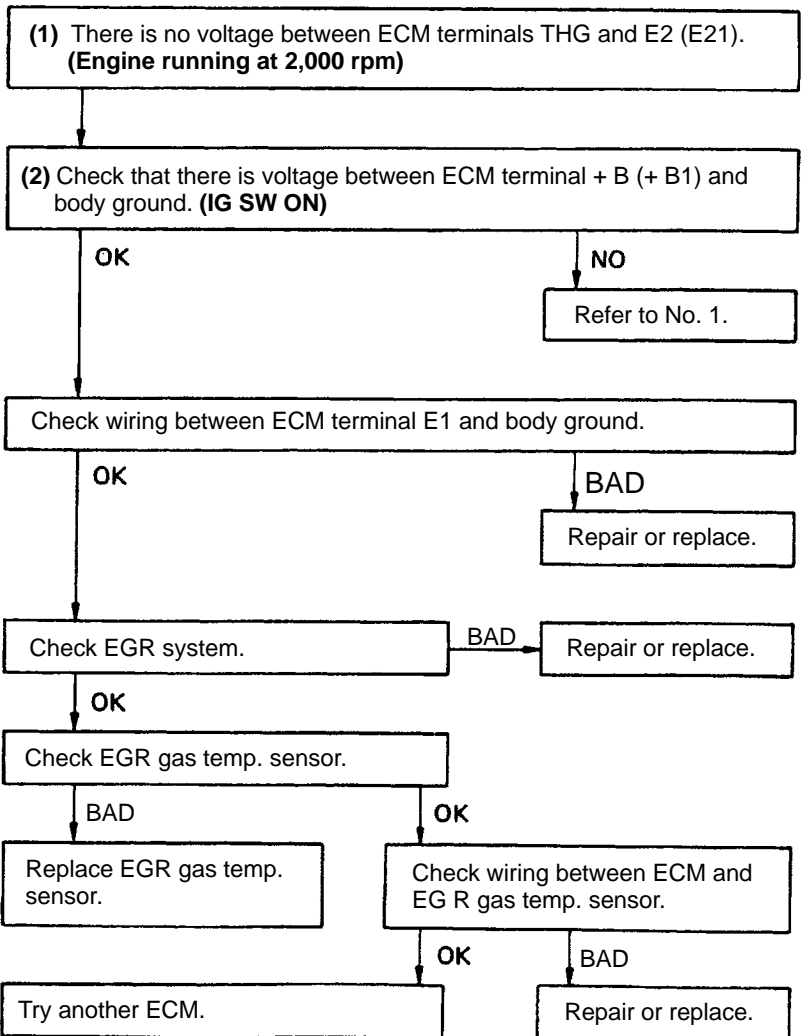 (1) There is no voltage between ECM terminals THG and E2 (E21).
(Engine running at 2,000 rpm)
(2) Check that there is voltage between ECM terminal + B (+ B1) and
body ground. (IG SW ON)
OK
NO
Refer to No. 1.
Check wiring between ECM terminal E1 and body ground.
OK
BAD
Repair or replace.
Check EGR system.
BAD
Repair or replace.
OK
Check EGR gas temp. sensor.
BAD
OK
Replace EGR gas temp.
sensor.
Check wiring between ECM and
EG R gas temp. sensor.
OK
BAD
Try another ECM.
Repair or replace.